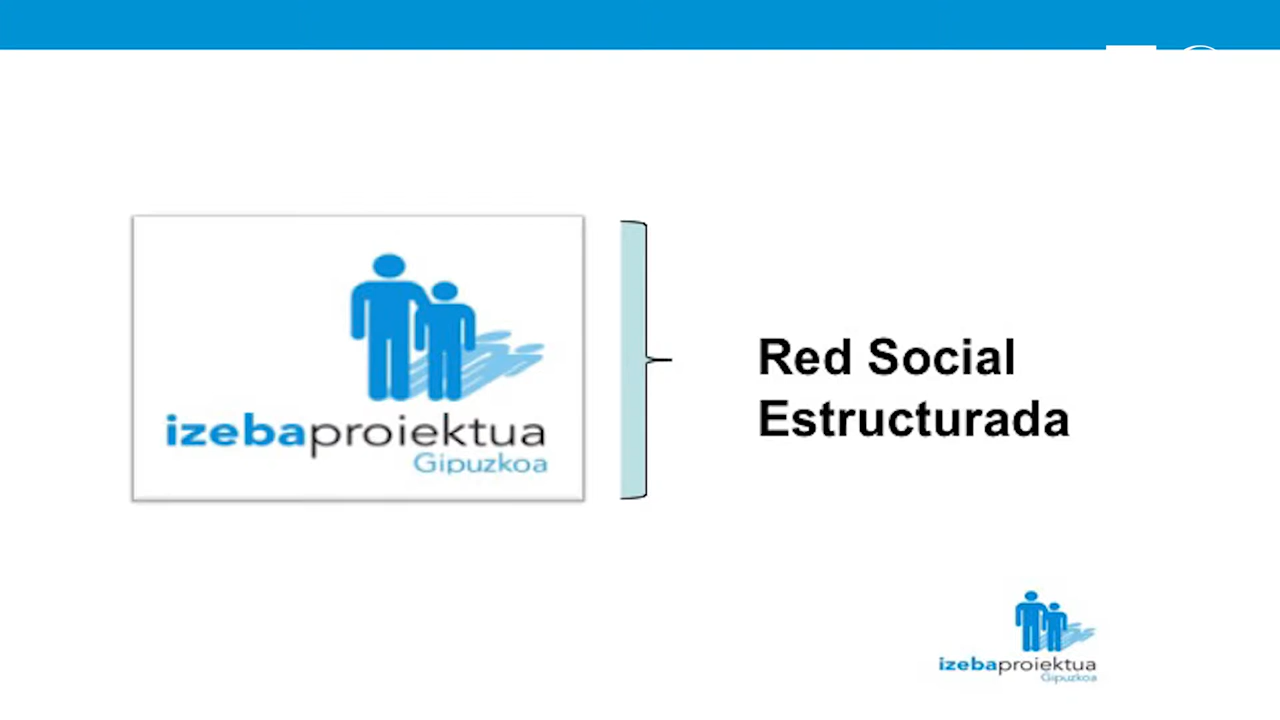 izebaproiektua
Gipuzkoa
Red Social
Estructurada
izebaproiektua
Gipuzkoa